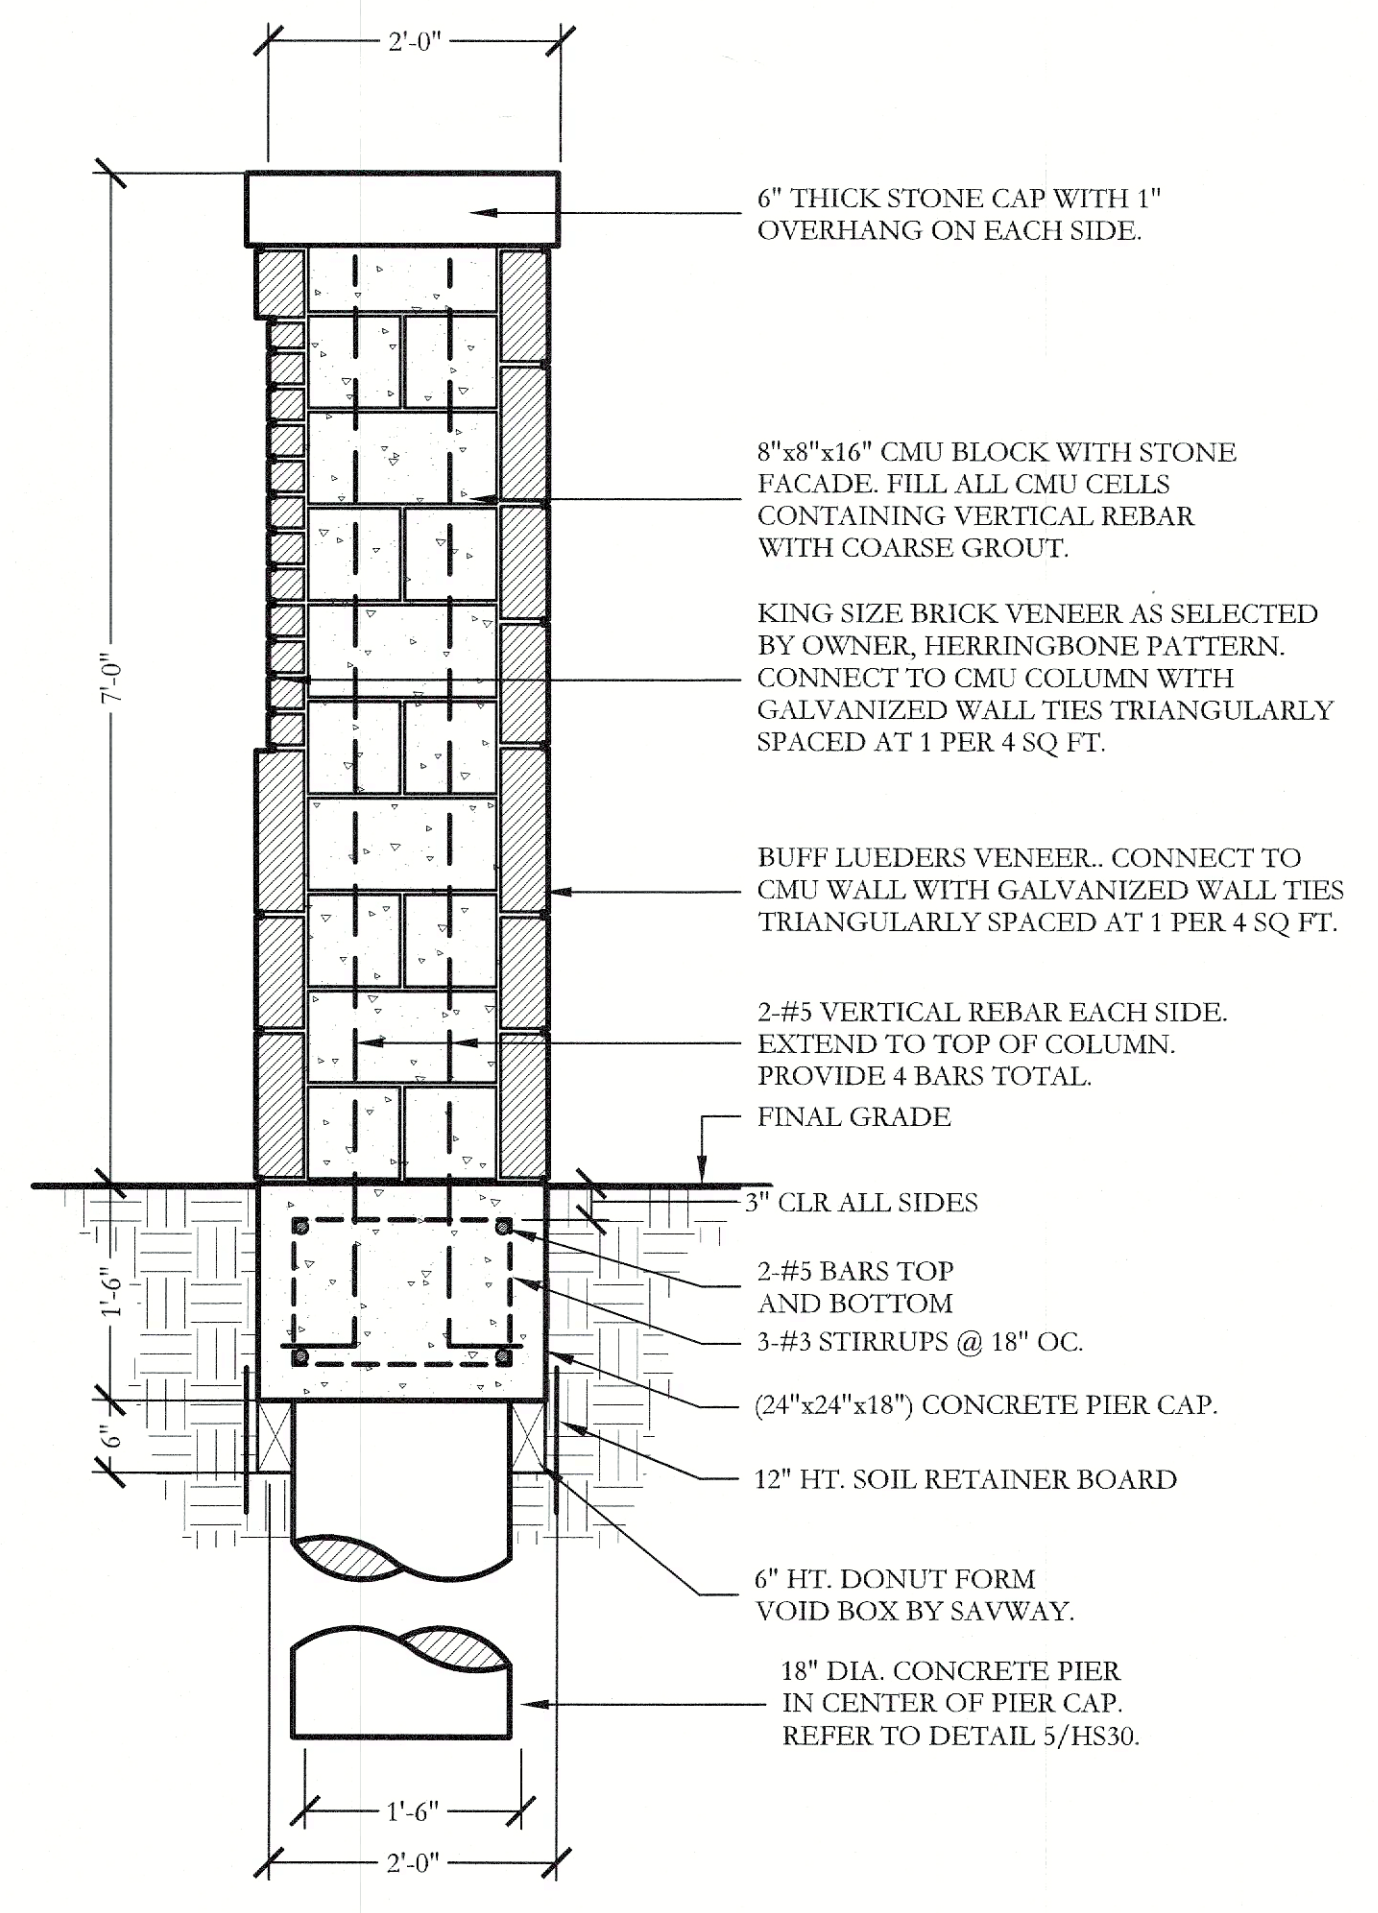 2'-0"
6" THICK STONE CAP WITH 1"
OVERHANG ON EACH SIDE.
8"x8"x16" CMU BLOCK WITH STONE
FACADE. FILL ALL CMU CELLS
CONTAINING VERTICAL REBAR
WITH COARSE GROUT.
KING SIZE BRICK VENEER AS SELECTED
BY OWNER, HERRINGBONE PATTERN.
CONNECT TO CMU COLUMN WITH
GALVANIZED WALL TIES TRIANGULARLY
SPACED AT 1 PER 4 SQ FT.
7'-0"
BUFF LUEDERS VENEER.. CONNECT TO
CMU WALL WITH GALVANIZED WALL TIES
TRIANGULARLY SPACED AT 1 PER 4 SQ FT.
2-#5 VERTICAL REBAR EACH SIDE.
EXTEND TO TOP OF COLUMN.
PROVIDE 4 BARS TOTAL.
FINAL GRADE
3" CLR ALL SIDES
1'-6"
2-#5 BARS TOP
AND BOTTOM
3-#3 STIRRUPS @ 18" OC.
(24"x24"x18") CONCRETE PIER CAP.
6"
12" HT. SOIL RETAINER BOARD
6" HT. DONUT FORM
VOID BOX BY SAVWAY.
18" DIA. CONCRETE PIER
IN CENTER OF PIER CAP.
REFER TO DETAIL 5/HS30.
1'-6"
2'-0"